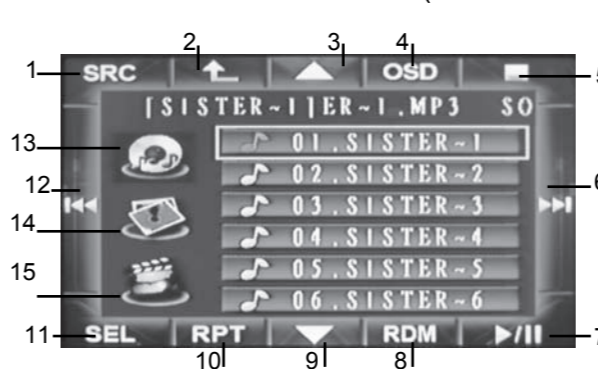 2 3 4
1 SRC OSD 5
[SISTER~1]ER~1.MP3 SO
13 01.SISTER~1
02.SISTER~2
12 6
03.SISTER~3
14 04.SISTER~4
15 05.SISTER~5
06.SISTER~6
11 SEL RPT RDM 7
10 9 8